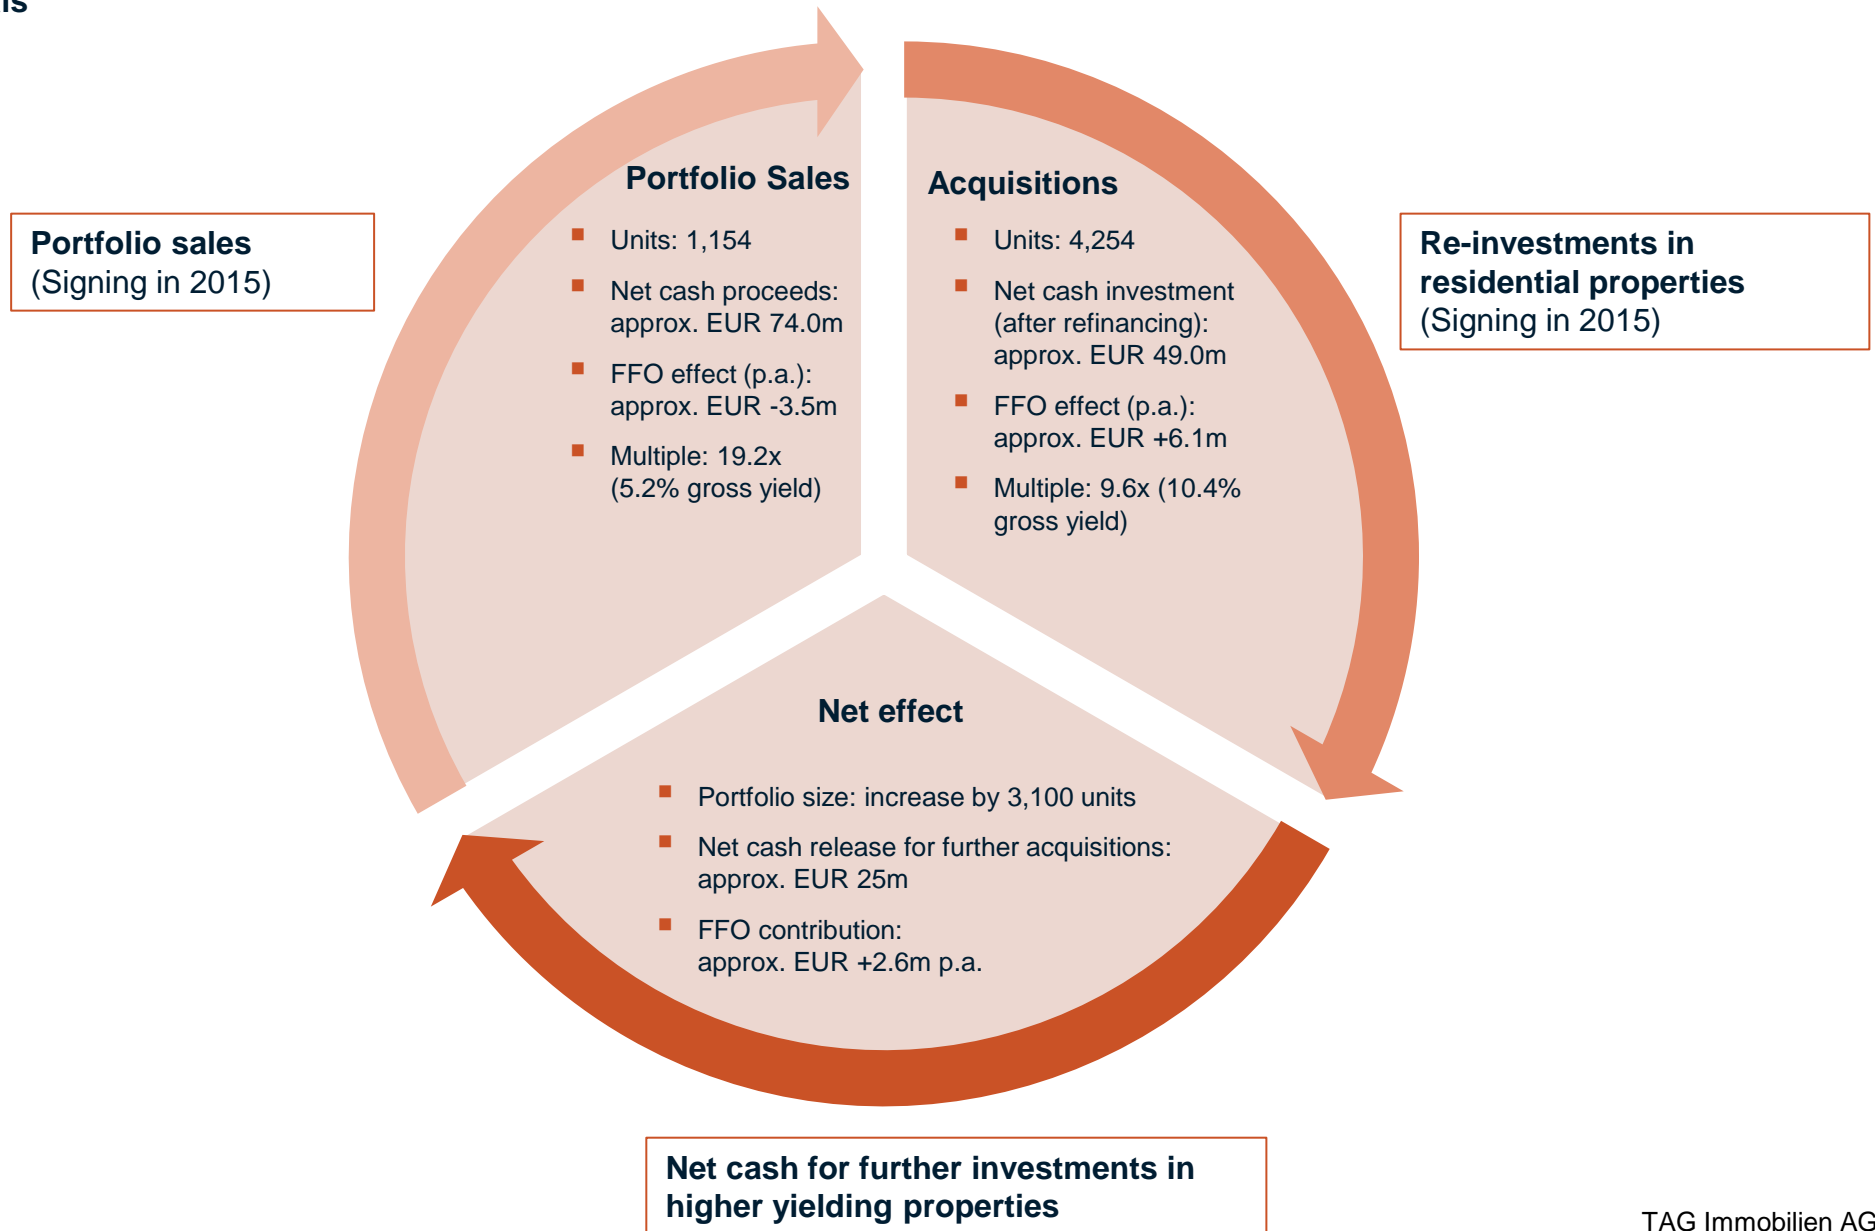 Portfolio sales
(Signing in 2015)
Portfolio Sales
Units: 1,154
Net cash proceeds:
approx. EUR 74.0m
FFO effect (p.a.):
approx. EUR -3.5m
Multiple: 19.2x
(5.2% gross yield)
Acquisitions
Units: 4,254
Net cash investment
(after refinancing):
approx. EUR 49.0m
FFO effect (p.a.):
approx. EUR +6.1m
Multiple: 9.6x (10.4%
gross yield)
Re-investments in
residential properties
(Signing in 2015)
Net effect
Portfolio size: increase by 3,100 units
Net cash release for further acquisitions:
approx. EUR 25m
FFO contribution:
approx. EUR +2.6m p.a.
Net cash for further investments in
higher yielding properties
TAG Immobilien AG